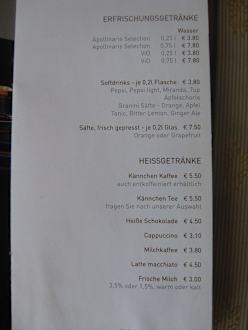 ERFRISCHUNGSGETRÄNKE
Wasser
Apollinaris Selection 0,25 l € 3.80
Apollinaris Selection 0,75 l € 7.80
ViO 0,25 l € 3.80
ViO 0,75 l € 7.80
Softdrinks - je 0,2l Flasche € 3.80
Pepsi, Pepsi light, Miranda, 7up
Apfelschorle
Granini Säfte - Orange, Apfel
Tonic, Bitter Lemon, Ginger Ale
Säfte, frisch gepresst - je 0,2l Glas € 7.50
Orange oder Grapefruit
HEISSGETRÄNKE
Kännchen Kaffee € 5.50
auch entkoffeiniert erhältlich
Kännchen Tee € 5.50
fragen Sie nach unserer Auswahl
Heiße Schokolade € 4.50
Cappuccino € 3.10
Milchkaffee € 3.80
Latte macchiato € 4.50
Frische Milch € 3.00
3,5% oder 1,5%, warm oder kalt